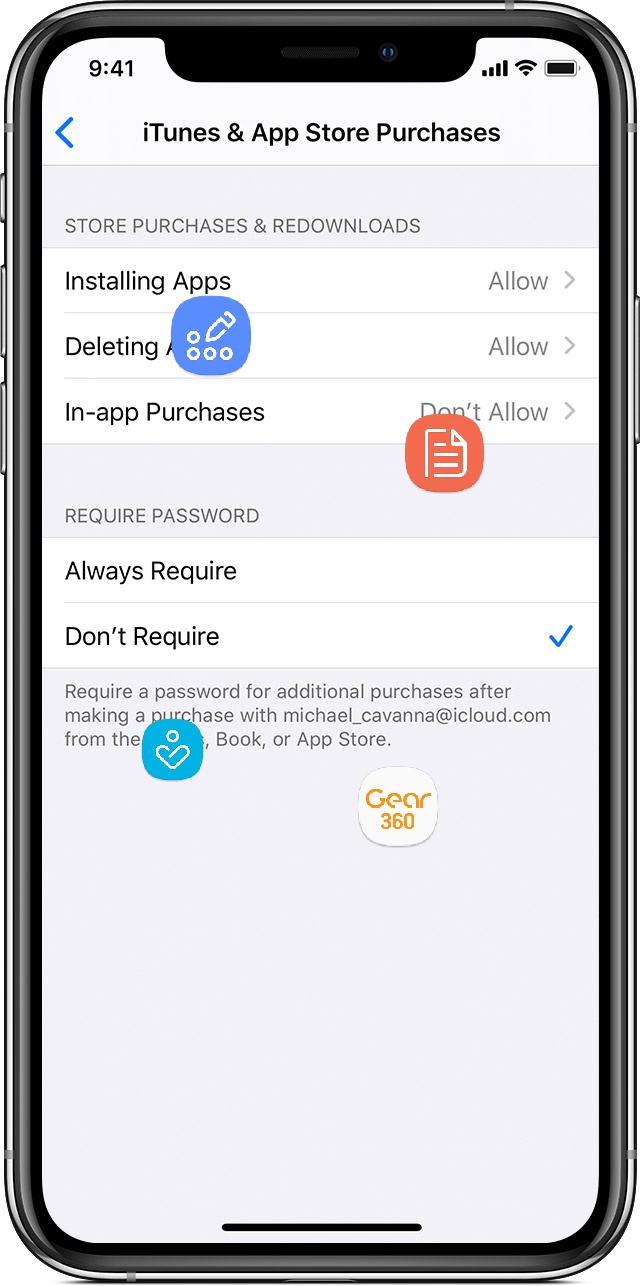 9:41
iTunes & App Store Purchases
STORE PURCHASES & REDOWNLOADS
Installing Apps Allow
Deleting Allow
In-app Purchases Don't Allow
REQUIRE PASSWORD
Always Require
Don't Require
Require a password for additional purchases after
making a purchase with michael_cavanna@icloud.com
from the , Book, or App Store.
Gear
360